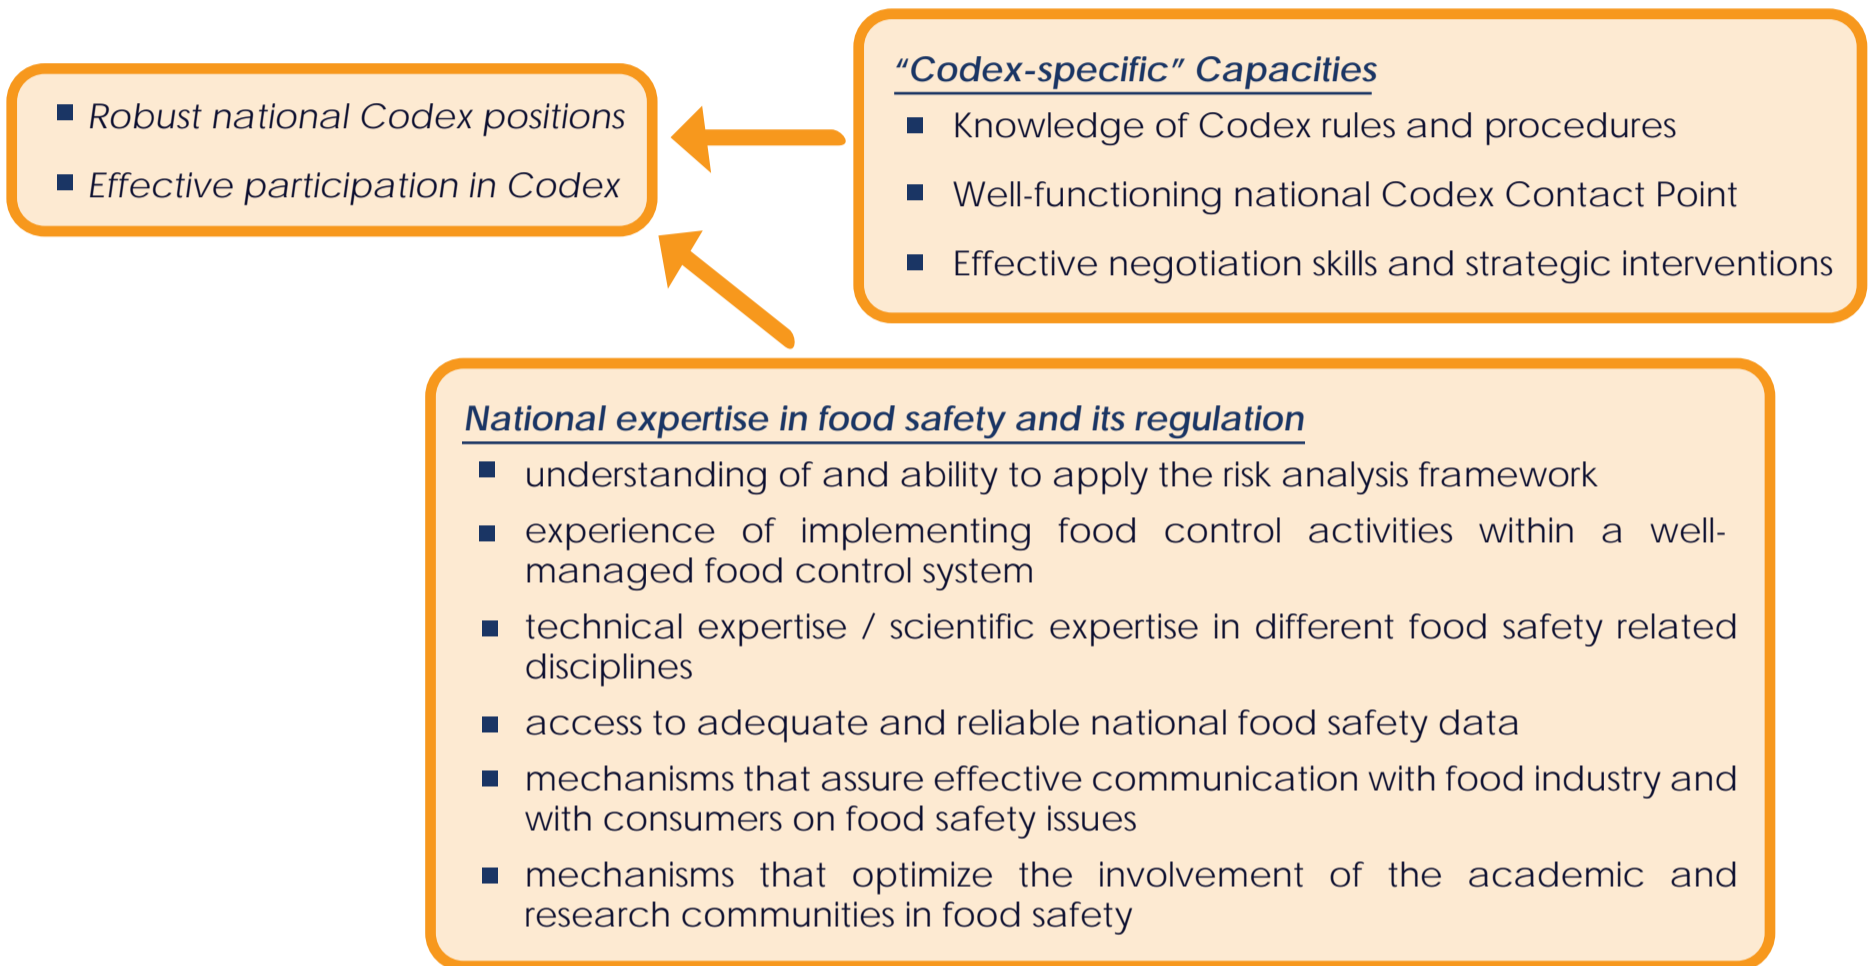 Robust national Codex positions
Effective participation in Codex
“Codex-specific” Capacities
Knowledge of Codex rules and procedures
Well-functioning national Codex Contact Point
Effective negotiation skills and strategic interventions
National expertise in food safety and its regulation
understanding of and ability to apply the risk analysis framework
experience of implementing food control activities within a well-
managed food control system
technical expertise / scientific expertise in different food safety related
disciplines
access to adequate and reliable national food safety data
mechanisms that assure effective communication with food industry and
with consumers on food safety issues
mechanisms that optimize the involvement of the academic and
research communities in food safety